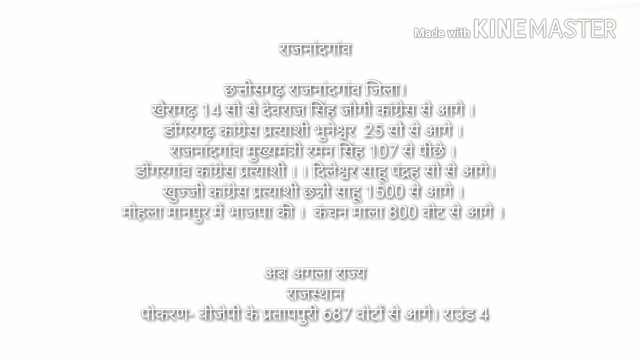 Made with KINEMASTER
राजनांदगांव
छत्तीसगढ़ राजनांदगांव जिला।
खैरागढ़ 14 सौ से देवराज सिंह जोगी कांग्रेस से आगे ।
डोंगरगढ़ कांग्रेस प्रत्याशी भुनेश्वर 25 सौ से आगे ।
राजनांदगांव मुख्यमंत्री रमन सिंह 107 से पीछे ।
डोंगरगांव कांग्रेस प्रत्याशी । । दिलेश्वर साहू पंद्रह सौ से आगे।
खुज्जी कांग्रेस प्रत्याशी छन्नी साहू 1500 से आगे ।
मोहला मानपुर में भाजपा की । कंचन माला 800 वोट से आगे ।
अब अगला राज्य
राजस्थान
पोकरण- बीजेपी के प्रतापपुरी 687 वोटों से आगे। राउंड 4